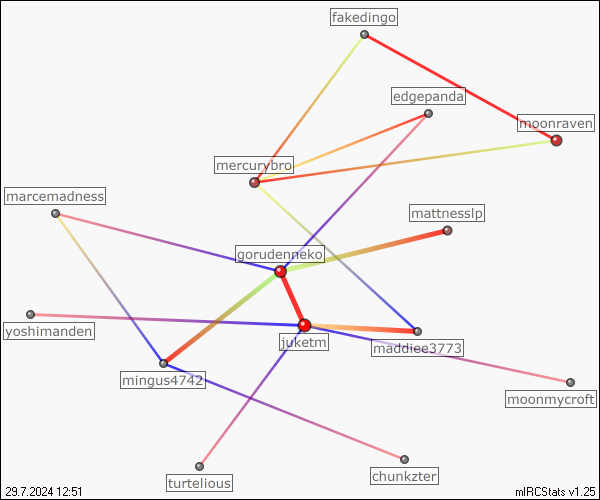 fakedingo
edgepanda
moonraven
mercurybro
marcemadness
mattnesslp
gorudenneko
yoshimanden
juketm
maddiee3773
mingus4742
moonmycroft
chunkzter
turtelious
29.7.2024 12:51
mIRCStats v1.25